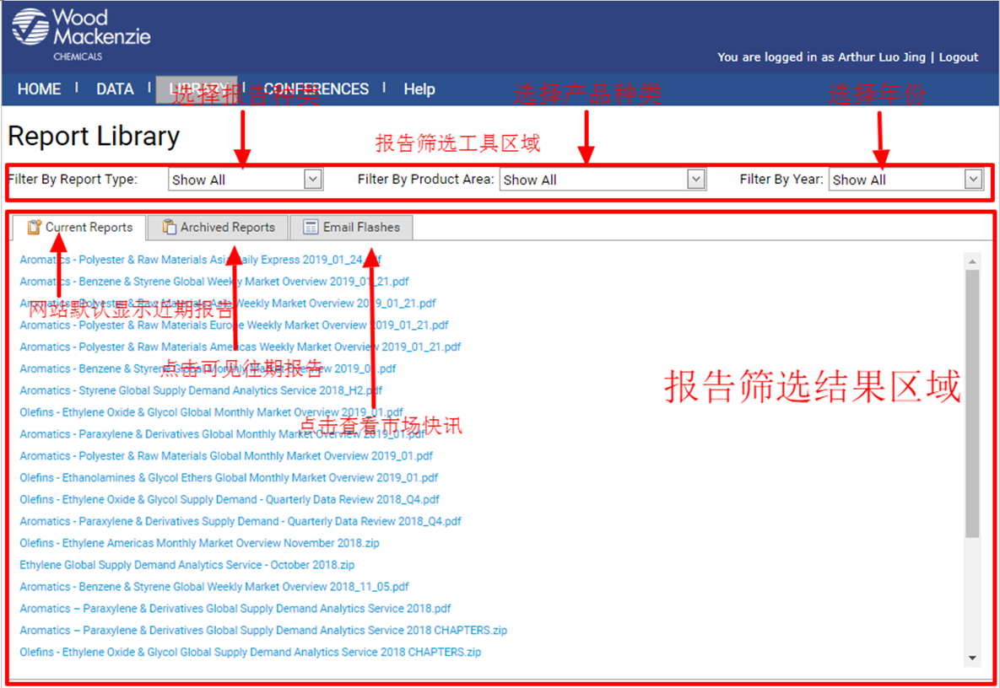 Wood
Mackenzie
CHEMICALS
You are logged in as Arthur Luo Jing | Logout
HOME | DATA | LIBRARY | CONFERENCES | Help
选择报告种类 选择产品种类 选择年份
Report Library
报告筛选工具区域
Filter By Report Type: Show All Filter By Product Area: Show All Filter By Year: Show All
Current Reports Archived Reports Email Flashes
Aromatics - Polyester & Raw Materials Asia Daily Express 2019_01_24.pdf
Aromatics - Benzene & Styrene Global Weekly Market Overview 2019_01_21.pdf
Aromatics - Polyester & Raw Materials Asia Weekly Market Overview 2019_01_21.pdf
网站默认显示近期报告
Aromatics - Polyester & Raw Materials Europe Weekly Market Overview 2019_01_21.pdf
Aromatics - Polyester & Raw Materials Americas Weekly Market Overview 2019_01_21.pdf
Aromatics - Benzene & Styrene Global Monthly Market Overview 2019_01.pdf
点击可见往期报告
报告筛选结果区域
Aromatics - Styrene Global Supply Demand Analytics Service 2018_H2.pdf
Olefins - Ethylene Oxide & Glycol Global Monthly Market Overview 2019_01.pdf
点击查看市场快讯
Aromatics - Paraxylene & Derivatives Global Monthly Market Overview 2019_01.pdf
Aromatics - Polyester & Raw Materials Global Monthly Market Overview 2019_01.pdf
Olefins - Ethanolamines & Glycol Ethers Global Monthly Market Overview 2019_01.pdf
Olefins - Ethylene Oxide & Glycol Supply Demand - Quarterly Data Review 2018_Q4.pdf
Aromatics - Paraxylene & Derivatives Supply Demand - Quarterly Data Review 2018_Q4.pdf
Olefins - Ethylene Americas Monthly Market Overview November 2018.zip
Ethylene Global Supply Demand Analytics Service - October 2018.zip
Aromatics - Benzene & Styrene Global Weekly Market Overview 2018_11_05.pdf
Aromatics – Paraxylene & Derivatives Global Supply Demand Analytics Service 2018.pdf
Aromatics – Paraxylene & Derivatives Global Supply Demand Analytics Service 2018 CHAPTERS.zip
Olefins - Ethylene Oxide & Glycol Global Supply Demand Analytics Service 2018 CHAPTERS.zip